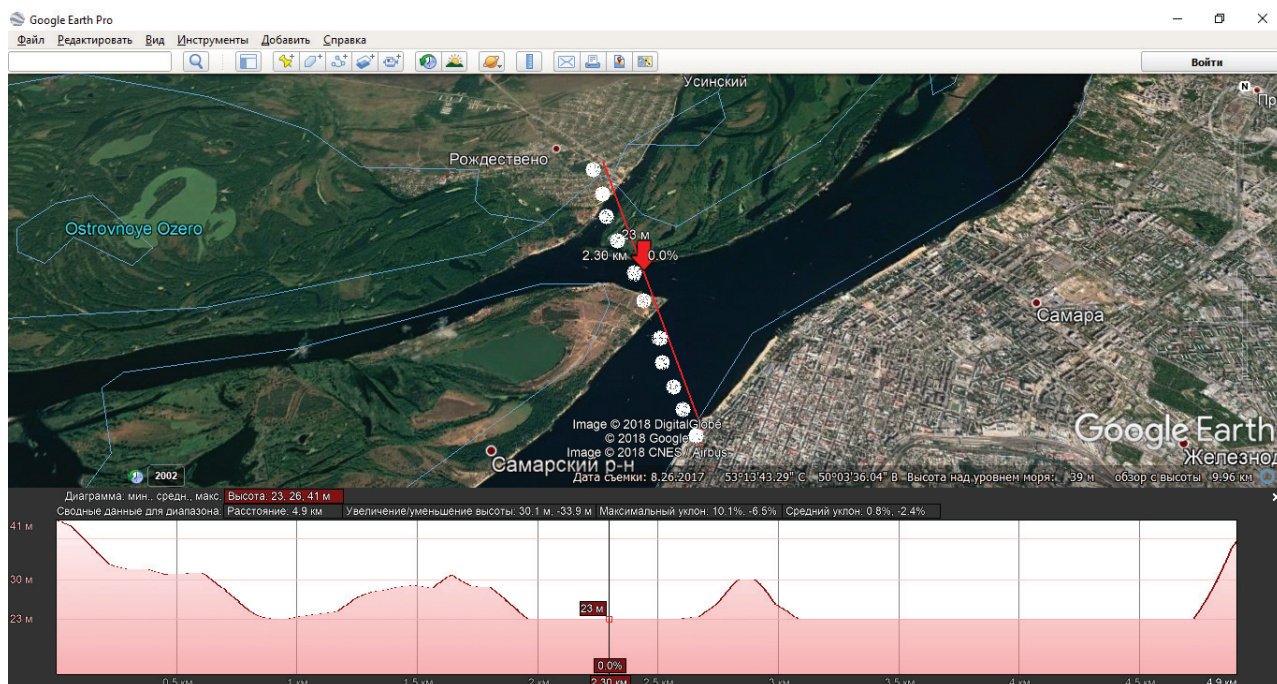 Google Earth Pro
Файл Редактировать Вид Инструменты Добавить Справка
Войти
Усинский
N
Пр
Рождествено
Ostrovnoye Ozero
23 м
2.30 км 0.0%
Самара
Image © 2018 DigitalGlobe
© 2018 Google
Image © 2018 CNES / Airbus
Google Earth
Самарский р-н
Железнод
2002
Дата съемки: 8.26.2017 53°13'43.29" С 50°03'36.04" В Высота над уровнем моря: 39 м обзор с высоты 9.96 км
Диаграмма: мин., средн., макс. Высота: 23, 26, 41 м
Сводные данные для диапазона: Расстояние: 4.9 км Увеличение/уменьшение высоты: 30.1 м, -33.9 м Максимальный уклон: 10.1%, -6.5% Средний уклон: 0.8%, -2.4%
41 м
30 м
23 м
23 м
0.0%
0.5 км 1 км 1.5 км 2 км 2.30 км 2.5 км 3 км 3.5 км 4 км 4.5 км 4.9 км